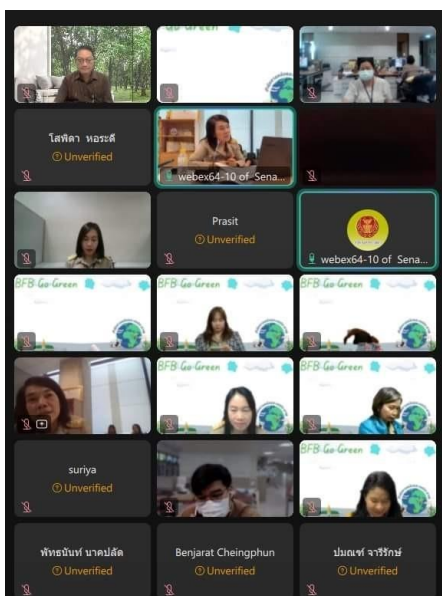 โสพิดา หอระดี
Unverified
webex64-10 of Sena...
Prasit
Unverified
webex64-10 of Sena...
BFB Go Green
BFB Go Green
BFB Go Green
BFB Go Green
BFB Go Green
suriya
Unverified
BFB Go Green
พัทธนันท์ นาคปลัด
Unverified
Benjarat Cheingphun
Unverified
ปมณฑ์ จารีรักษ์
Unverified